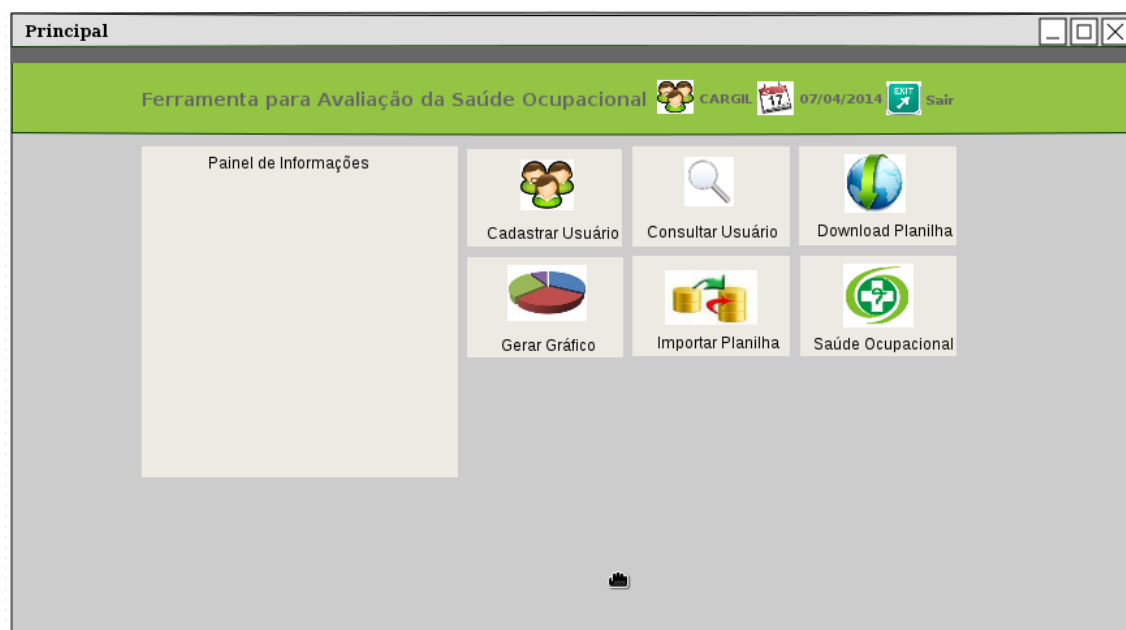 Principal
Ferramenta para Avaliação da Saúde Ocupacional CARGIL 17 07/04/2014 EXIT Sair
Painel de Informações
Cadastrar Usuário Consultar Usuário Download Planilha
Gerar Gráfico Importar Planilha Saúde Ocupacional